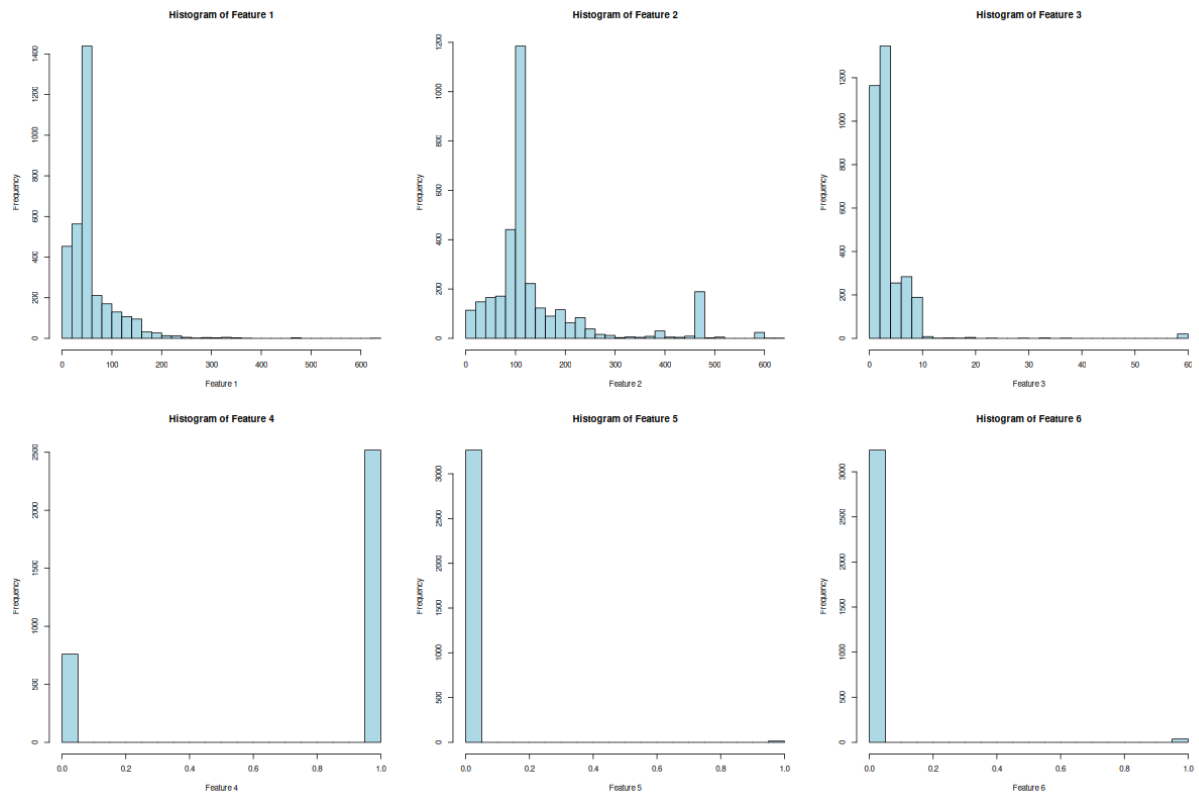 Histogram of Feature 1
Frequency
0
200
400
600
800
1000
1200
1400
0 100 200 300 400 500 600
Feature 1
Histogram of Feature 2
Frequency
0
200
400
600
800
1000
1200
0 100 200 300 400 500 600
Feature 2
Histogram of Feature 3
Frequency
0
200
400
600
800
1000
1200
0 10 20 30 40 50 60
Feature 3
Histogram of Feature 4
Frequency
0
500
1000
1500
2000
2500
0.0 0.2 0.4 0.6 0.8 1.0
Feature 4
Histogram of Feature 5
Frequency
0
500
1000
1500
2000
2500
3000
0.0 0.2 0.4 0.6 0.8 1.0
Feature 5
Histogram of Feature 6
Frequency
0
500
1000
1500
2000
2500
3000
0.0 0.2 0.4 0.6 0.8 1.0
Feature 6